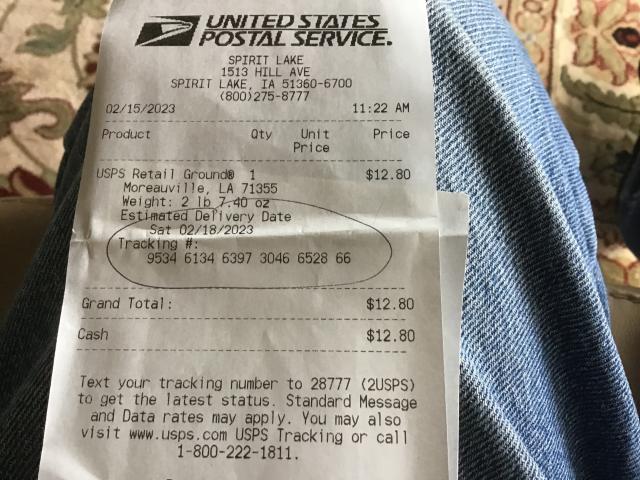 UNITED STATES
POSTAL SERVICE.
SPIRIT LAKE
1513 HILL AVE
SPIRIT LAKE, IA 51360-6700
(800)275-8777
02/15/2023 11:22 AM
Product Qty Unit Price
Price
USPS Retail Ground® 1 $12.80
Moreauville, LA 71355
Weight: 2 lb 7.40 oz
Estimated Delivery Date
Sat 02/18/2023
Tracking #:
9534 6134 6397 3046 6528 66
Grand Total: $12.80
Cash $12.80
Text your tracking number to 28777 (2USPS)
to get the latest status. Standard Message
and Data rates may apply. You may also
visit www.usps.com USPS Tracking or call
1-800-222-1811.